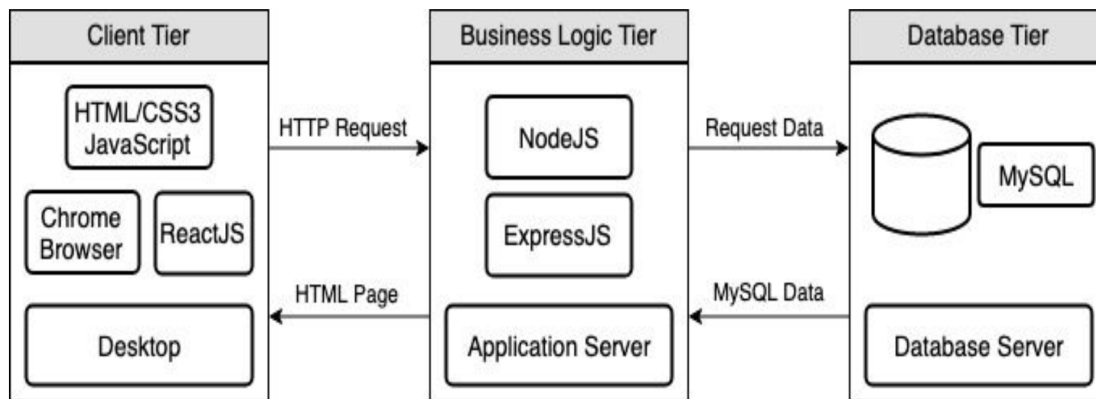 Client Tier
HTML/CSS3
JavaScript
Chrome
Browser
ReactJS
Desktop
HTTP Request
HTML Page
Business Logic Tier
NodeJS
ExpressJS
Application Server
Request Data
MySQL Data
Database Tier
MySQL
Database Server